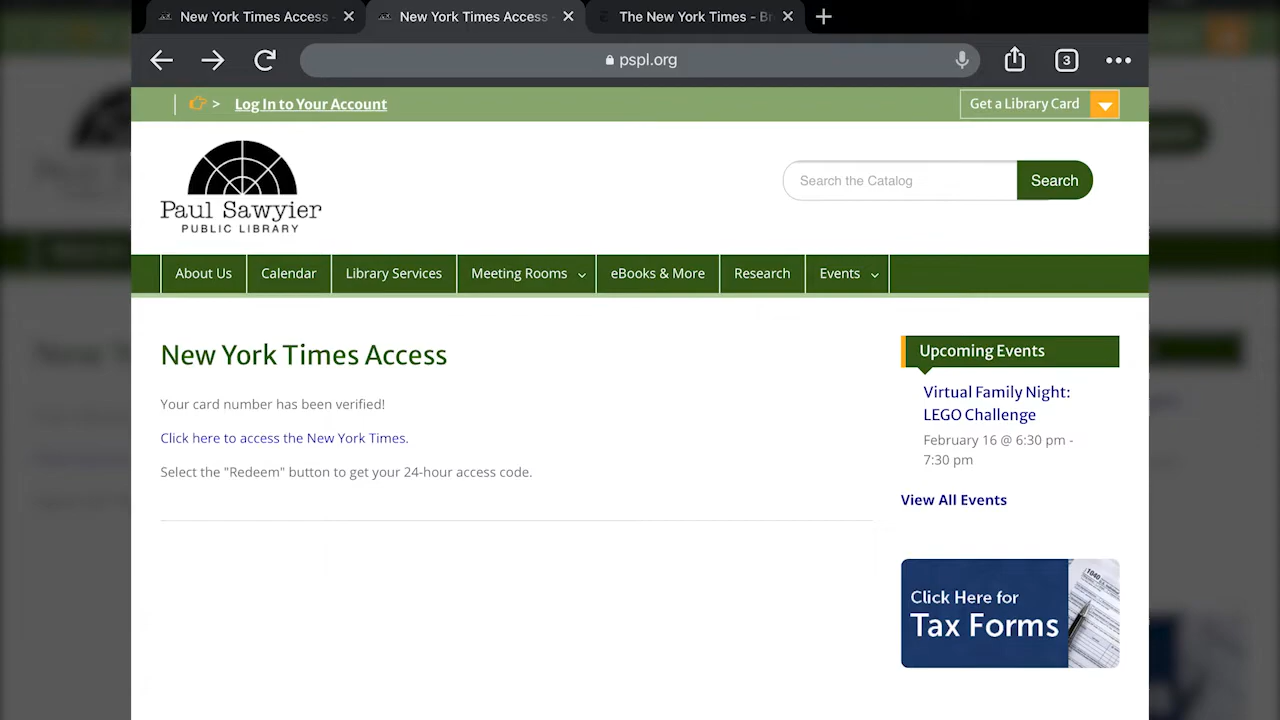 New York Times Access
New York Times Access
The New York Times - Br
pspl.org
3
> Log In to Your Account
Get a Library Card
Paul Sawyier
PUBLIC LIBRARY
Search the Catalog
Search
About Us
Calendar
Library Services
Meeting Rooms
eBooks & More
Research
Events
New York Times Access
Your card number has been verified!
Click here to access the New York Times.
Select the "Redeem" button to get your 24-hour access code.
Upcoming Events
Virtual Family Night:
LEGO Challenge
February 16 @ 6:30 pm -
7:30 pm
View All Events
Click Here for
Tax Forms
1040